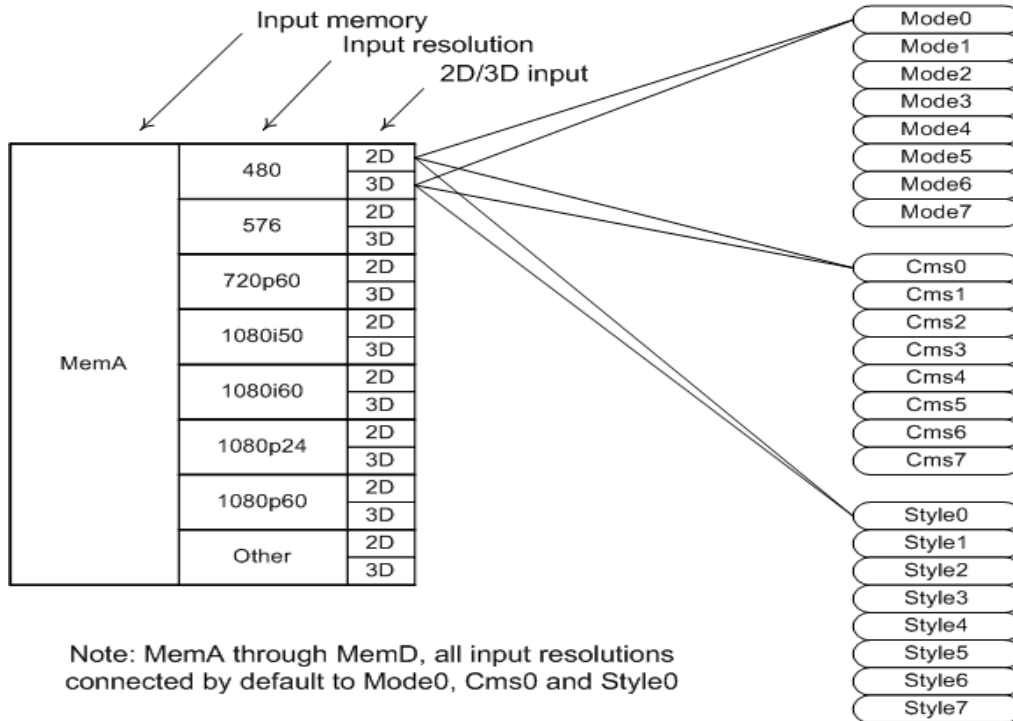 Input memory
Input resolution
2D/3D input
MemA
480
2D
3D
576
2D
3D
720p60
2D
3D
1080i50
2D
3D
1080i60
2D
3D
1080p24
2D
3D
1080p60
2D
3D
Other
2D
3D
Mode0
Mode1
Mode2
Mode3
Mode4
Mode5
Mode6
Mode7
Cms0
Cms1
Cms2
Cms3
Cms4
Cms5
Cms6
Cms7
Style0
Style1
Style2
Style3
Style4
Style5
Style6
Style7
Note: MemA through MemD, all input resolutions
connected by default to Mode0, Cms0 and Style0